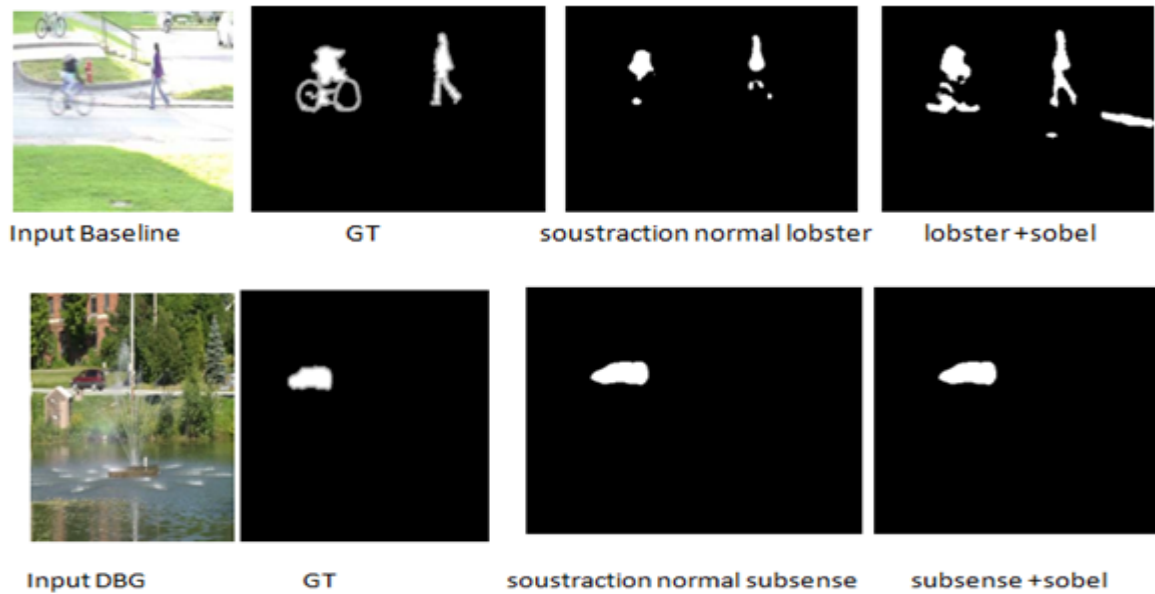 Input Baseline GT soustraction normal lobster lobster +sobel
Input DBG GT soustraction normal subsense subsense +sobel